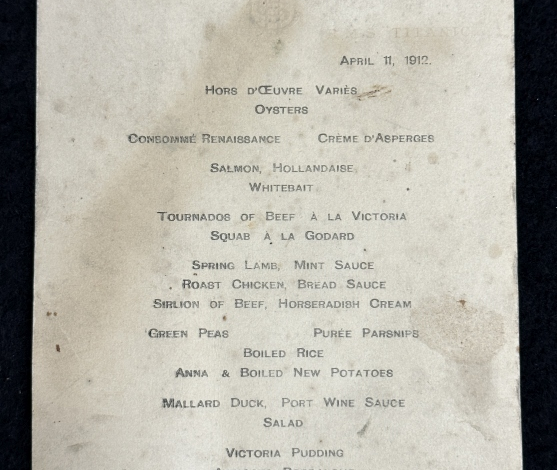 April 11, 1912.
Hors d'Œuvre Variés
Oysters
Consommé Renaissance Crème d'Asperges
Salmon, Hollandaise
Whitebait
Tournados of Beef à la Victoria
Squab à la Godard
Spring Lamb, Mint Sauce
Roast Chicken, Bread Sauce
Sirlion of Beef, Horseradish Cream
Green Peas Purée Parsnips
Boiled Rice
Anna & Boiled New Potatoes
Mallard Duck, Port Wine Sauce
Salad
Victoria Pudding